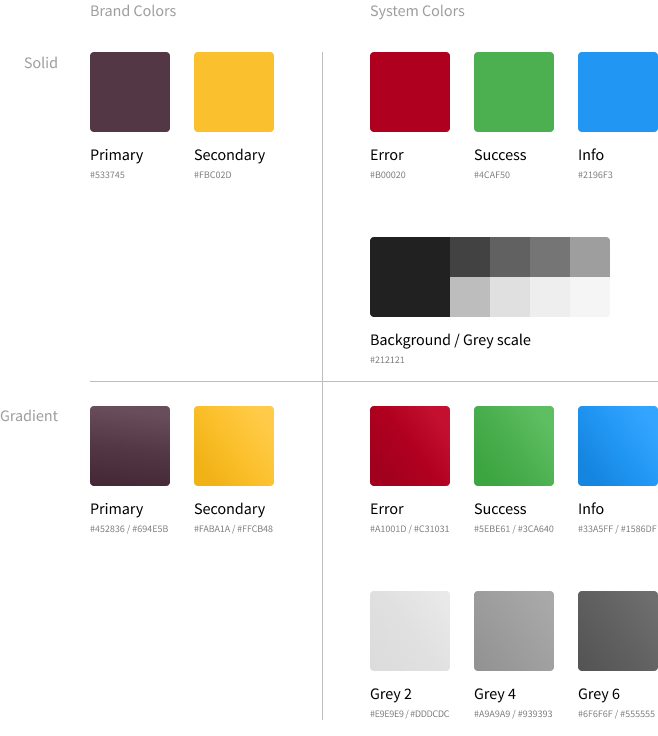 Brand Colors
System Colors
Solid
Primary
#533745
Secondary
#FBC02D
Error
#B00020
Success
#4CAF50
Info
#2196F3
Background / Grey scale
#212121
Gradient
Primary
#452836 / #694E5B
Secondary
#FABA1A / #FFCB48
Error
#A1001D / #C31031
Success
#5EBE61 / #3CA640
Info
#33A5FF / #1586DF
Grey 2
#E9E9E9 / #DDDCDC
Grey 4
#A9A9A9 / #939393
Grey 6
#6F6F6F / #555555